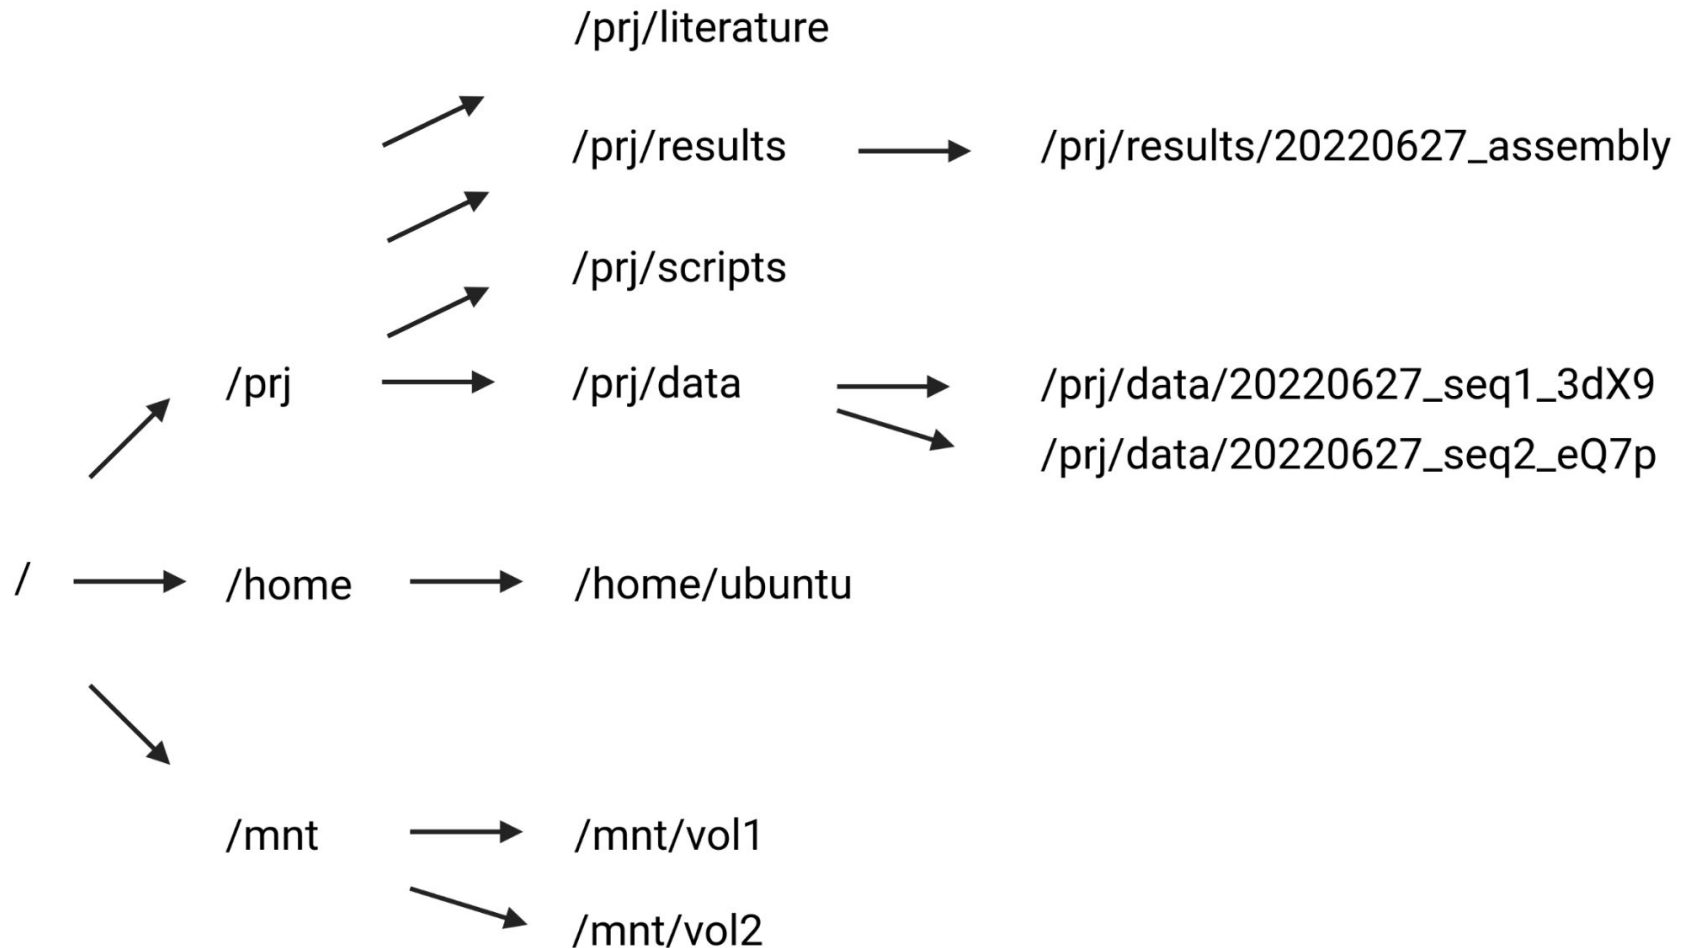 /prj/literature
/prj/results /prj/results/20220627_assembly
/prj/scripts
/prj /prj/data /prj/data/20220627_seq1_3dX9
/prj/data/20220627_seq2_eQ7p
/ /home /home/ubuntu
/mnt /mnt/vol1
/mnt/vol2